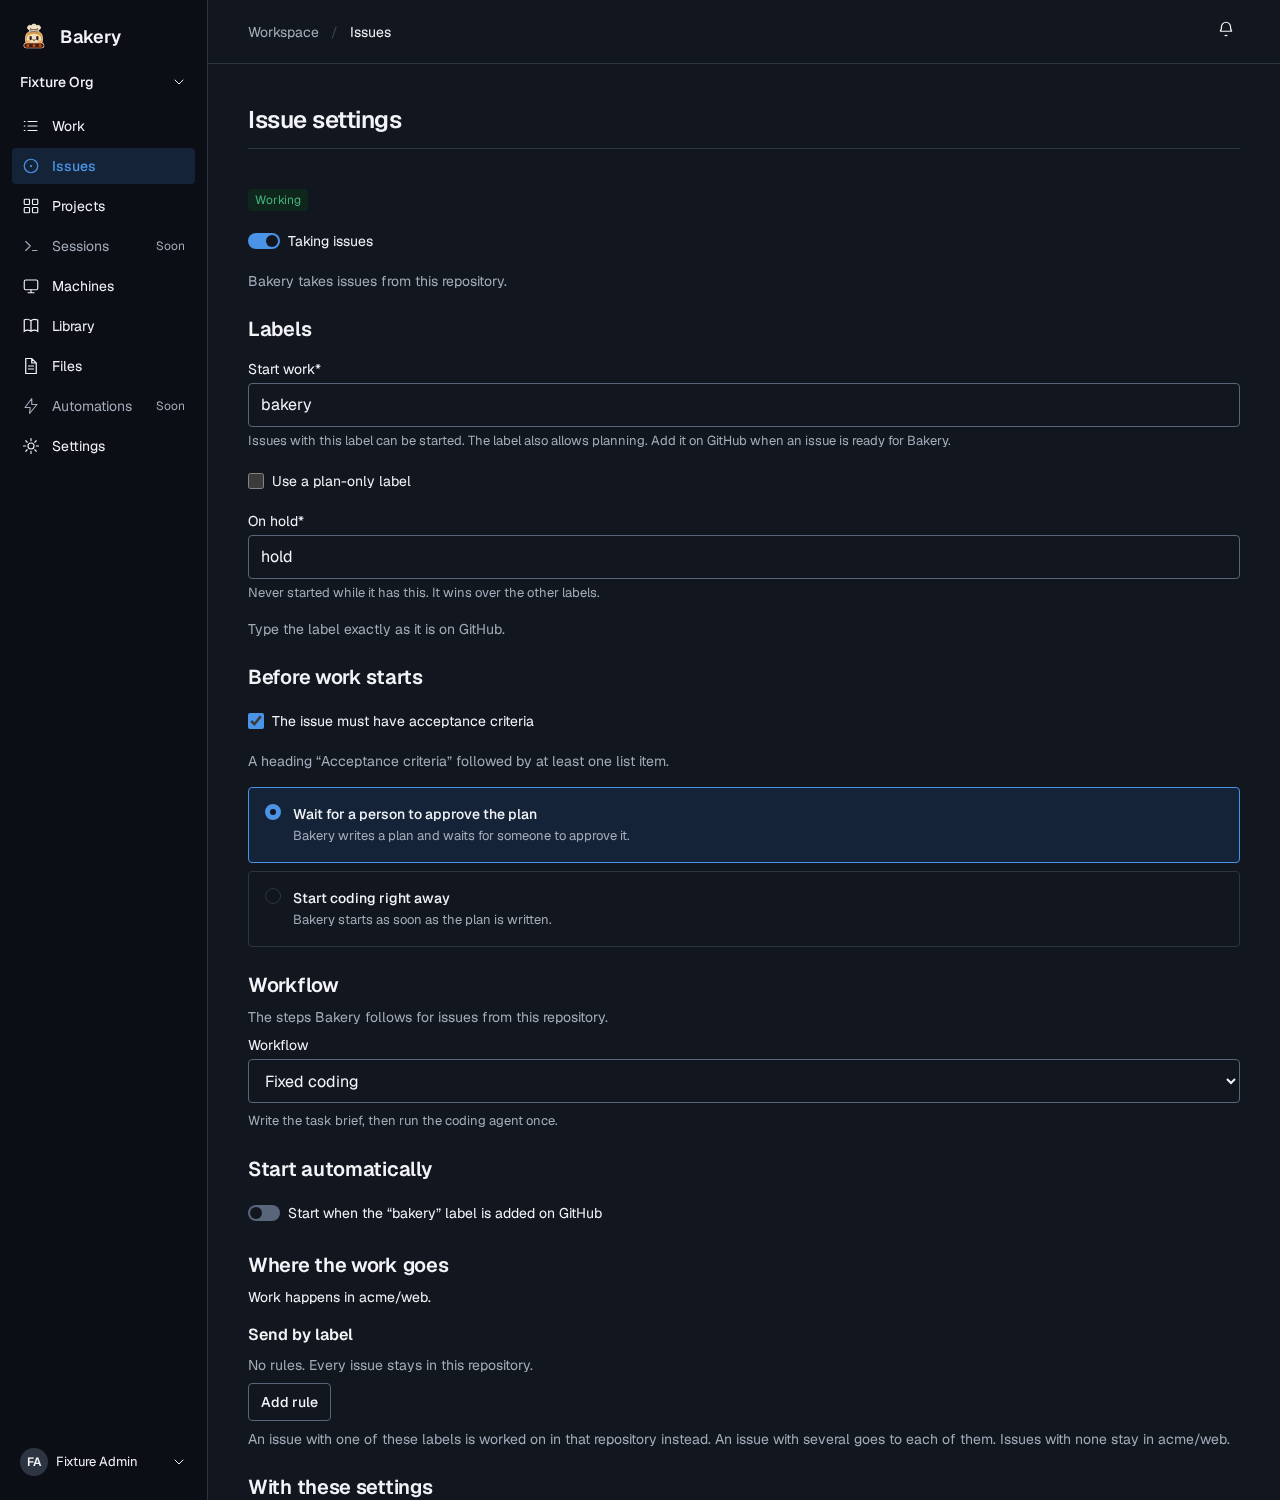 Bakery
Fixture Org
Work
Issues
Projects
Sessions Soon
Machines
Library
Files
Automations Soon
Settings
FA Fixture Admin
Workspace / Issues
Issue settings
Working
Taking issues
Bakery takes issues from this repository.
Labels
Start work*
bakery
Issues with this label can be started. The label also allows planning. Add it on GitHub when an issue is ready for Bakery.
Use a plan-only label
On hold*
hold
Never started while it has this. It wins over the other labels.
Type the label exactly as it is on GitHub.
Before work starts
The issue must have acceptance criteria
A heading “Acceptance criteria” followed by at least one list item.
Wait for a person to approve the plan
Bakery writes a plan and waits for someone to approve it.
Start coding right away
Bakery starts as soon as the plan is written.
Workflow
The steps Bakery follows for issues from this repository.
Workflow
Fixed coding
Write the task brief, then run the coding agent once.
Start automatically
Start when the “bakery” label is added on GitHub
Where the work goes
Work happens in acme/web.
Send by label
No rules. Every issue stays in this repository.
Add rule
An issue with one of these labels is worked on in that repository instead. An issue with several goes to each of them. Issues with none stay in acme/web.
With these settings